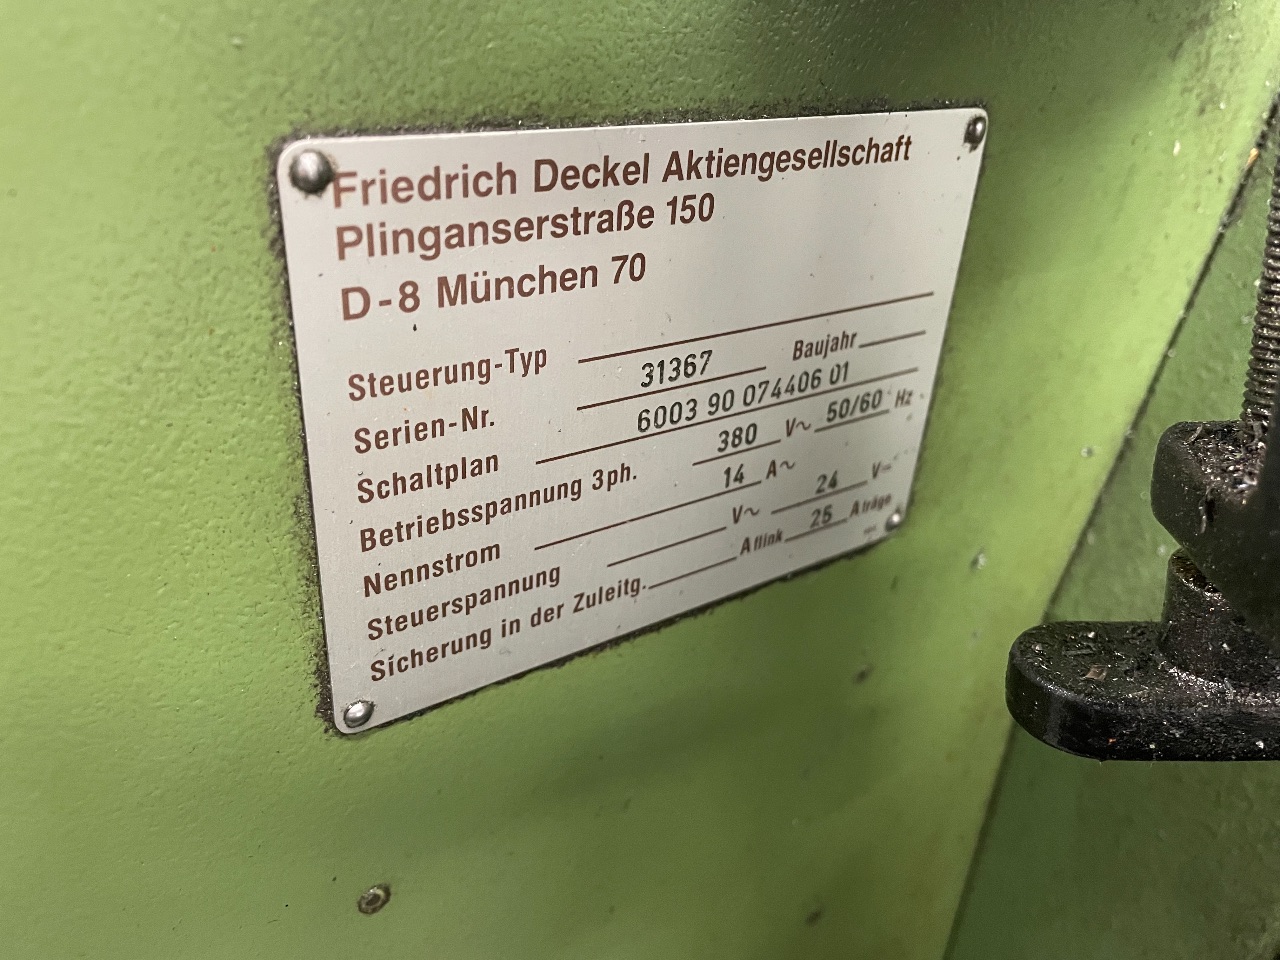 Friedrich Deckel Aktiengesellschaft
Plinganserstraße 150
D-8 München 70
Steuerung-Typ
Serien-Nr. 31367 Baujahr
Schaltplan 6003 90 074406 01
Betriebsspannung 3ph. 380 V~ 50/60 Hz
Nennstrom 14 A~
Steuerspannung V~ 24 V=
Sicherung in der Zuleitg. A flink 25 A träge